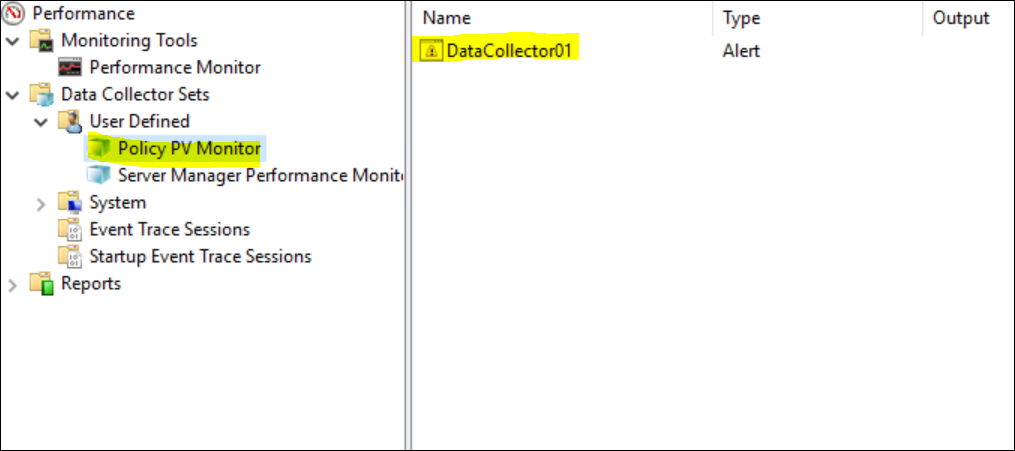 Performance
Monitoring Tools
Performance Monitor
Data Collector Sets
User Defined
Policy PV Monitor
Server Manager Performance Monit
System
Event Trace Sessions
Startup Event Trace Sessions
Reports
Name Type Output
DataCollector01 Alert